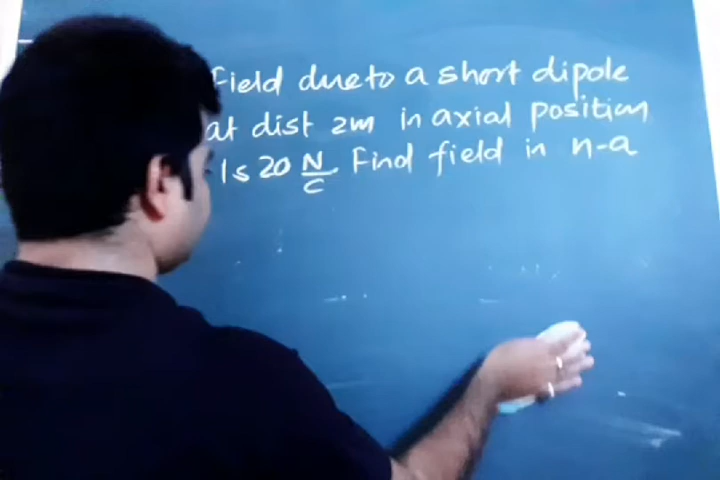 Field due to a short dipole
at dist 2m in axial position
Is 20 N/C Find field in n-a